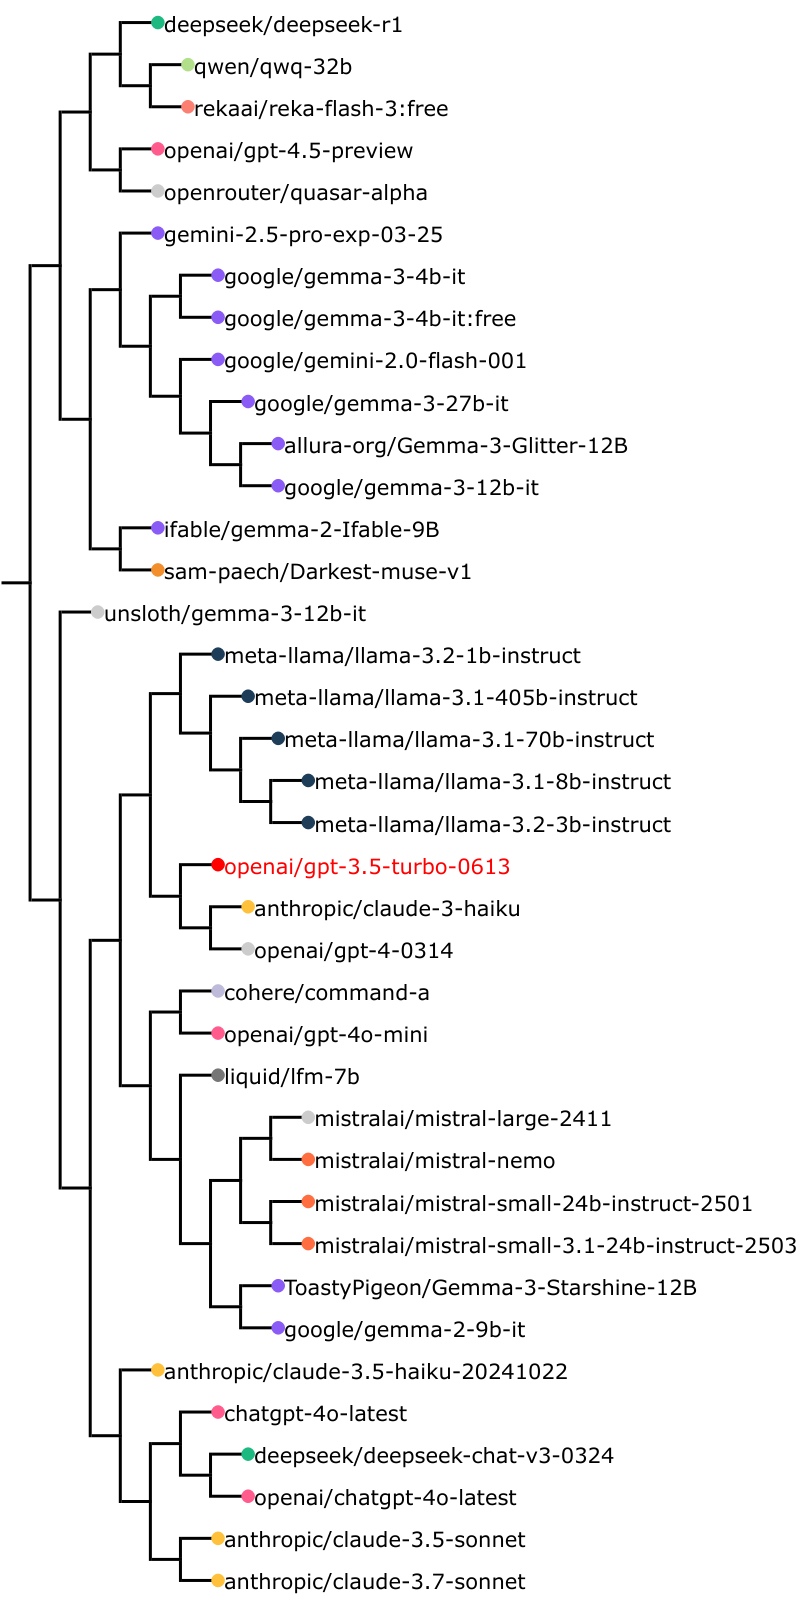 deepseek/deepseek-r1
qwen/qwq-32b
rekaai/reka-flash-3:free
openai/gpt-4.5-preview
openrouter/quasar-alpha
gemini-2.5-pro-exp-03-25
google/gemma-3-4b-it
google/gemma-3-4b-it:free
google/gemini-2.0-flash-001
google/gemma-3-27b-it
allura-org/Gemma-3-Glitter-12B
google/gemma-3-12b-it
ifable/gemma-2-Ifable-9B
sam-paech/Darkest-muse-v1
unsloth/gemma-3-12b-it
meta-llama/llama-3.2-1b-instruct
meta-llama/llama-3.1-405b-instruct
meta-llama/llama-3.1-70b-instruct
meta-llama/llama-3.1-8b-instruct
meta-llama/llama-3.2-3b-instruct
openai/gpt-3.5-turbo-0613
anthropic/claude-3-haiku
openai/gpt-4-0314
cohere/command-a
openai/gpt-4o-mini
liquid/lfm-7b
mistralai/mistral-large-2411
mistralai/mistral-nemo
mistralai/mistral-small-24b-instruct-2501
mistralai/mistral-small-3.1-24b-instruct-2503
ToastyPigeon/Gemma-3-Starshine-12B
google/gemma-2-9b-it
anthropic/claude-3.5-haiku-20241022
chatgpt-4o-latest
deepseek/deepseek-chat-v3-0324
openai/chatgpt-4o-latest
anthropic/claude-3.5-sonnet
anthropic/claude-3.7-sonnet